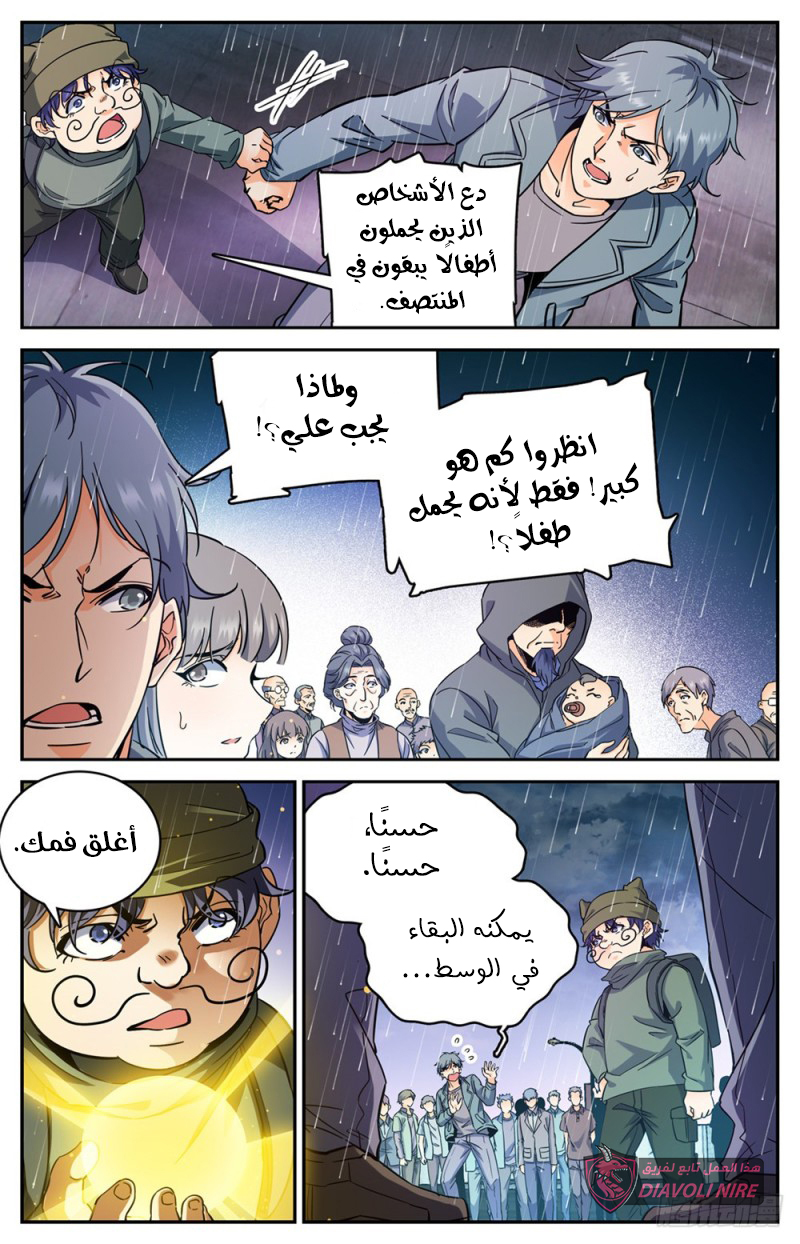 دع الأشخاص
الذين يحملون
أطفالًا يبقون في
المنتصف.
ولماذا
يجب علي؟!
انظروا كم هو
كبير! فقط لأنه يحمل
طفلاً؟!
حسنًا،
حسنًا.
يمكنه البقاء
في الوسط...
أغلق فمك.
هذا العمل تابع لفريق
DIAVOLI NIRE